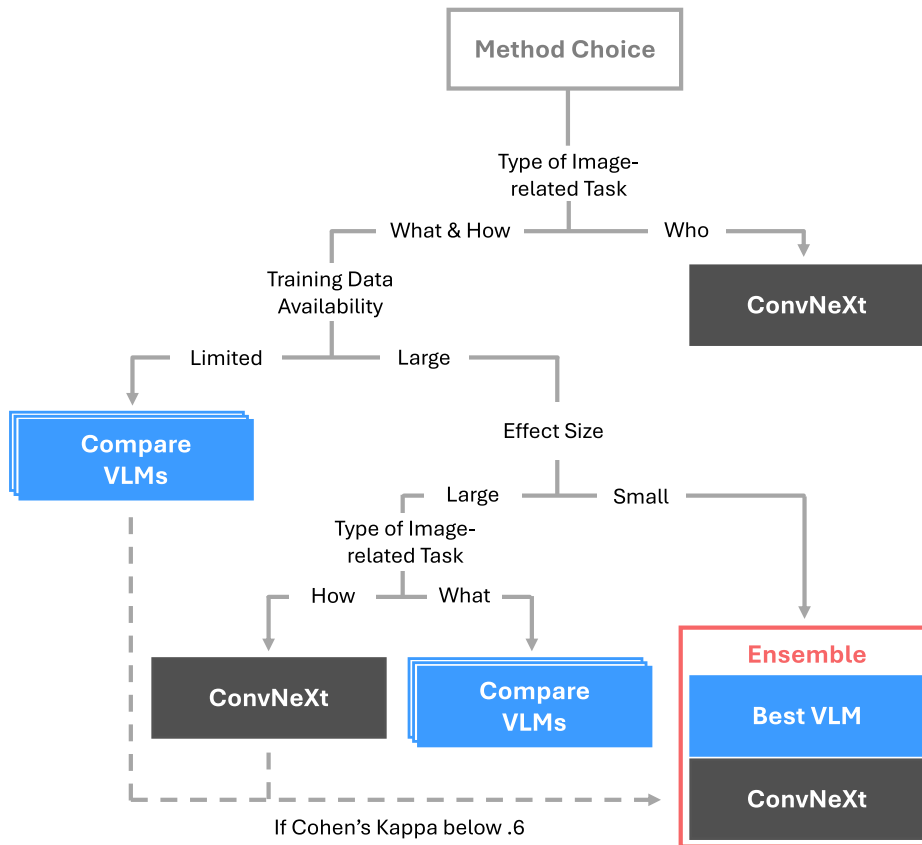 Method Choice
Type of Image-
related Task
What & How
Who
Training Data
Availability
ConvNeXt
Limited
Large
Compare
VLMs
Effect Size
Large
Small
Type of Image-
related Task
How
What
ConvNeXt
Compare
VLMs
Ensemble
Best VLM
ConvNeXt
If Cohen's Kappa below .6